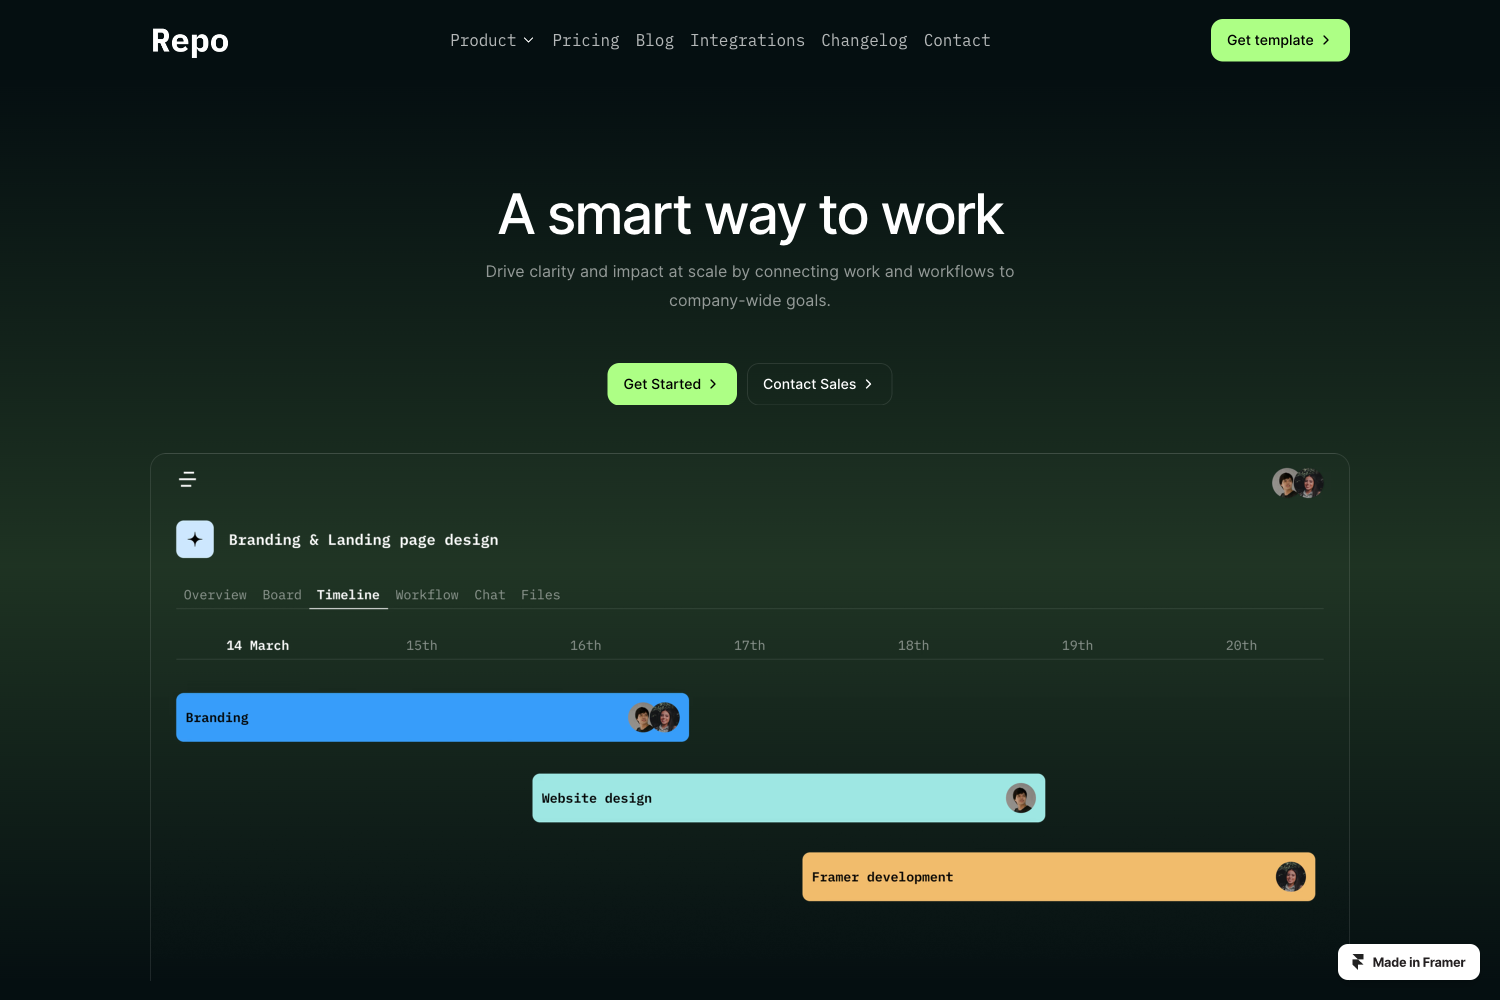 Repo
Product Pricing Blog Integrations Changelog Contact
Get template
A smart way to work
Drive clarity and impact at scale by connecting work and workflows to
company-wide goals.
Get Started
Contact Sales
Branding & Landing page design
Overview Board Timeline Workflow Chat Files
14 March 15th 16th 17th 18th 19th 20th
Branding
Website design
Framer development
Made in Framer